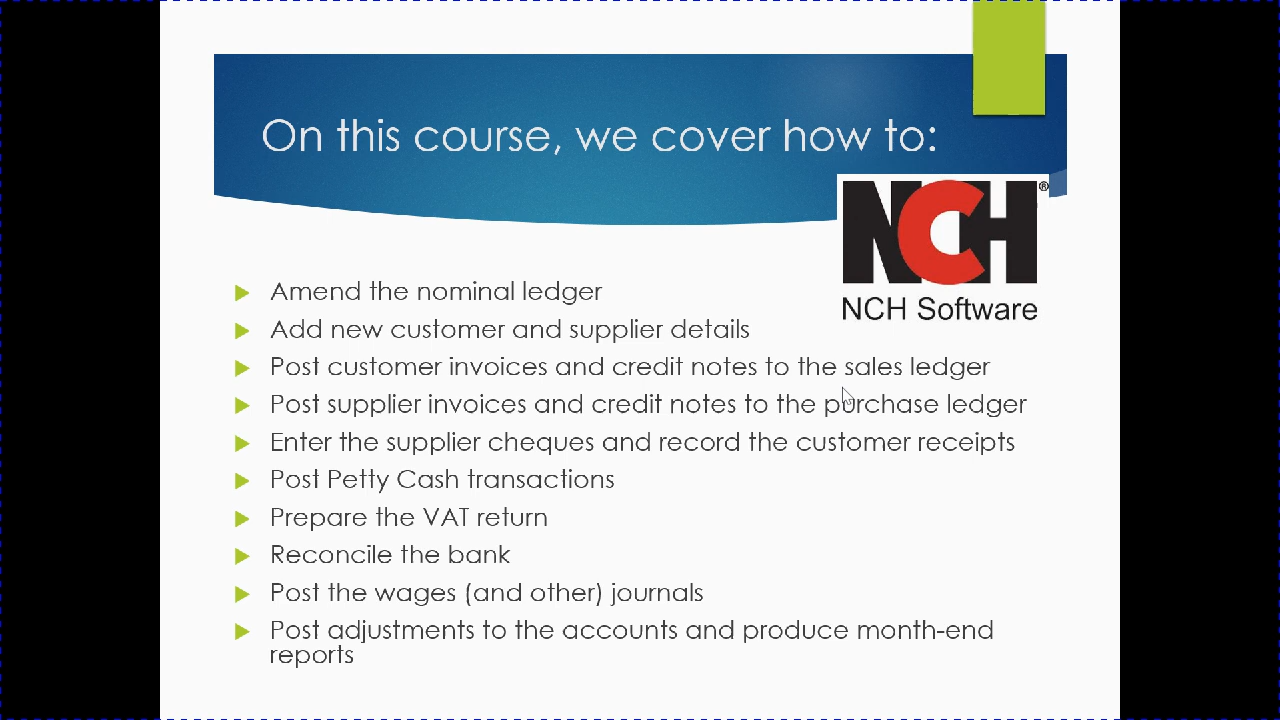 On this course, we cover how to:
NCH®
NCH Software
Amend the nominal ledger
Add new customer and supplier details
Post customer invoices and credit notes to the sales ledger
Post supplier invoices and credit notes to the purchase ledger
Enter the supplier cheques and record the customer receipts
Post Petty Cash transactions
Prepare the VAT return
Reconcile the bank
Post the wages (and other) journals
Post adjustments to the accounts and produce month-end
reports